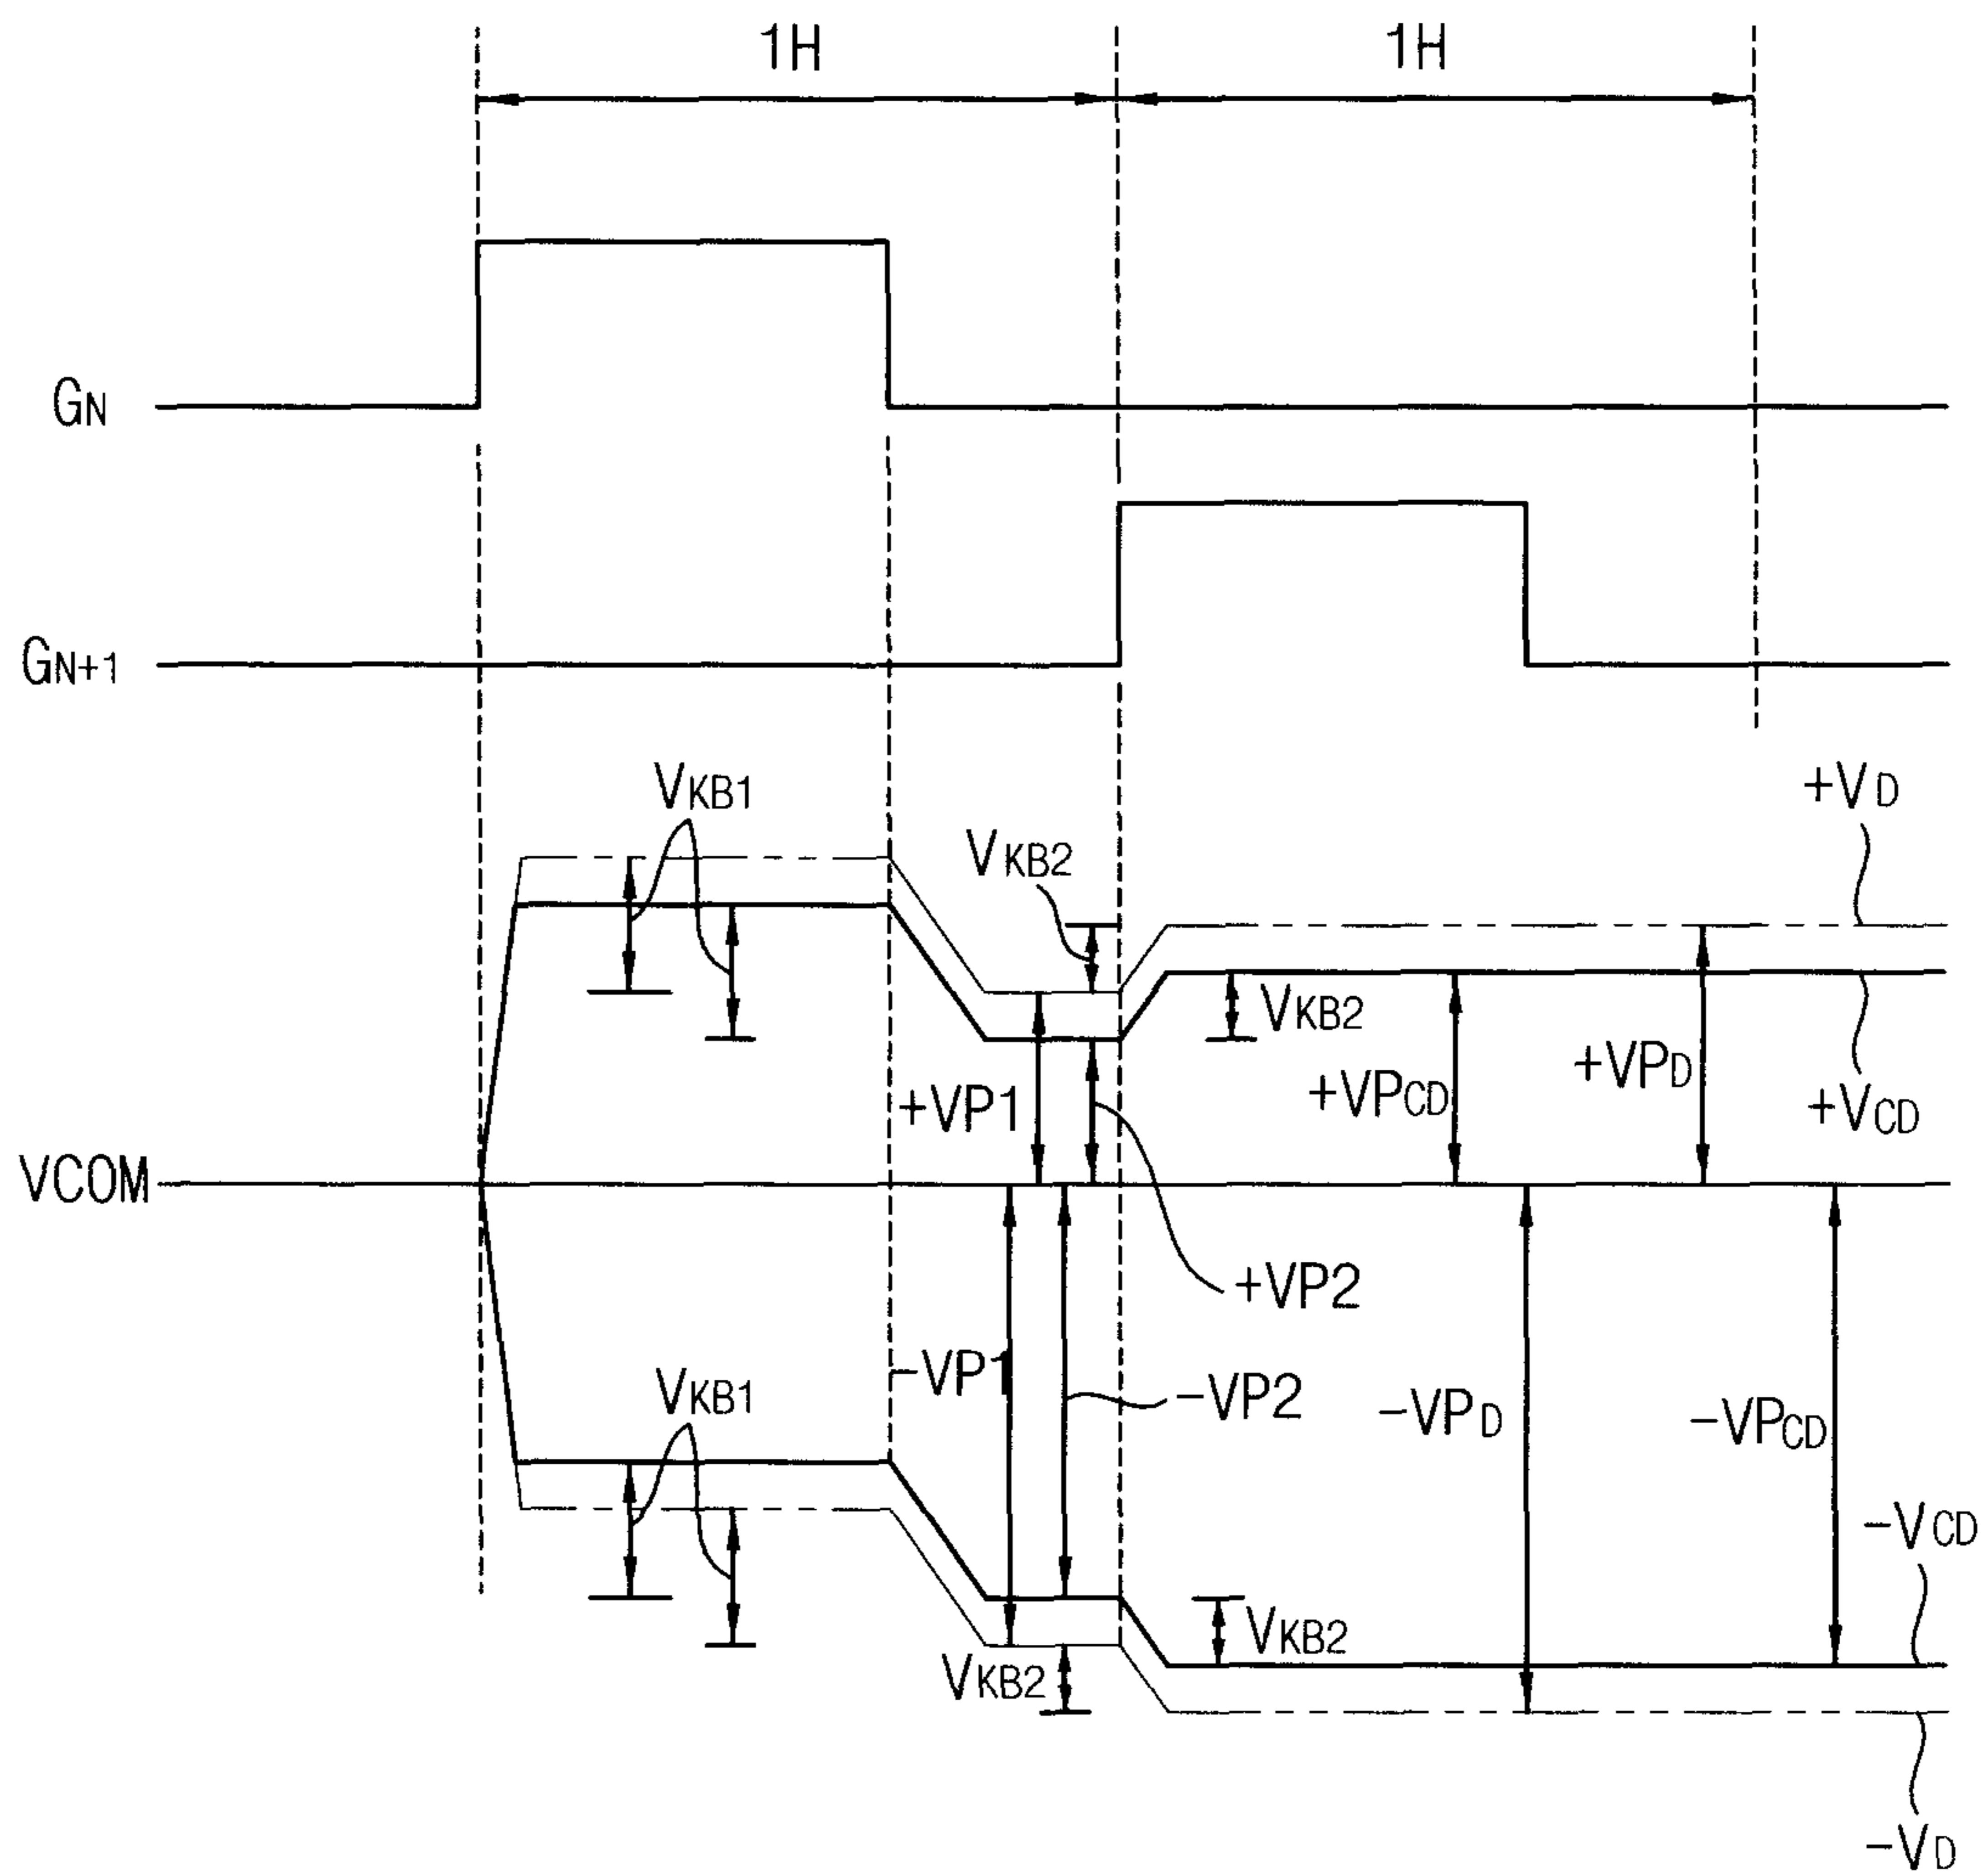 1H 1H
GN
GN+1
VKB1
+VD
VKB2
VKB2
+VPD
+VPCD
+VP1
+VCD
VCOM
+VP2
-VP1
VKB1
-VP2
-VPD
-VPCD
-VCD
VKB2
VKB2
-VD